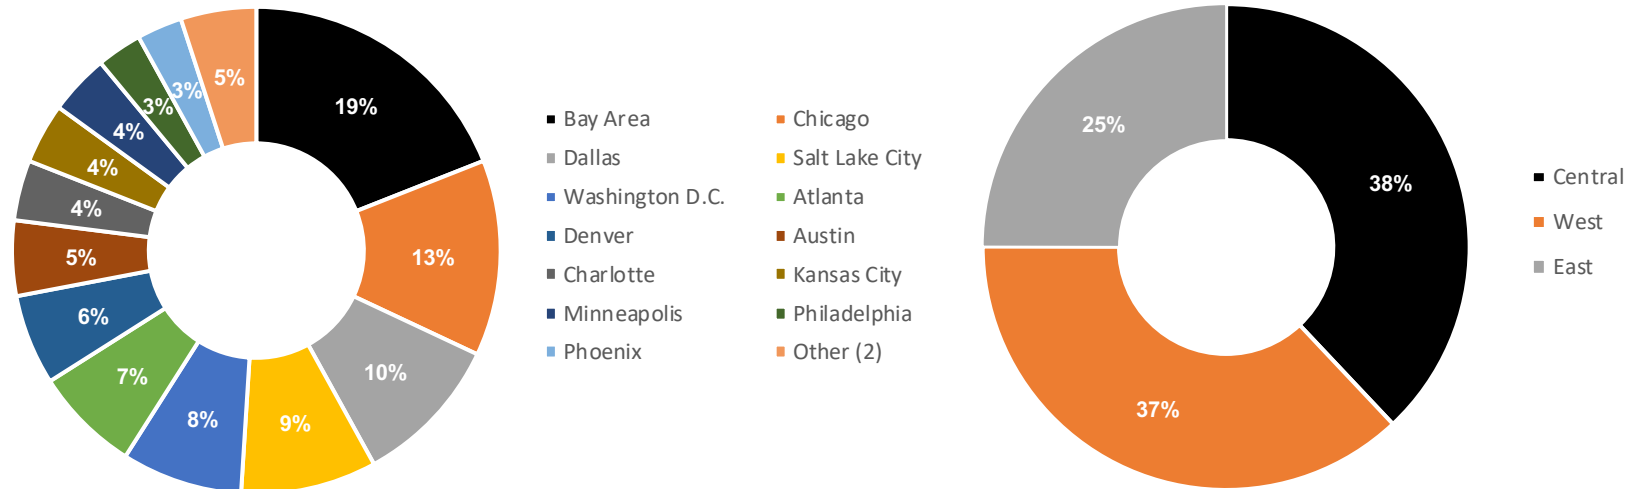 19%
13%
10%
9%
8%
7%
6%
5%
4%
4%
4%
3%
3%
5%
Bay Area
Chicago
Dallas
Salt Lake City
Washington D.C.
Atlanta
Denver
Austin
Charlotte
Kansas City
Minneapolis
Philadelphia
Phoenix
Other (2)
38%
37%
25%
Central
West
East